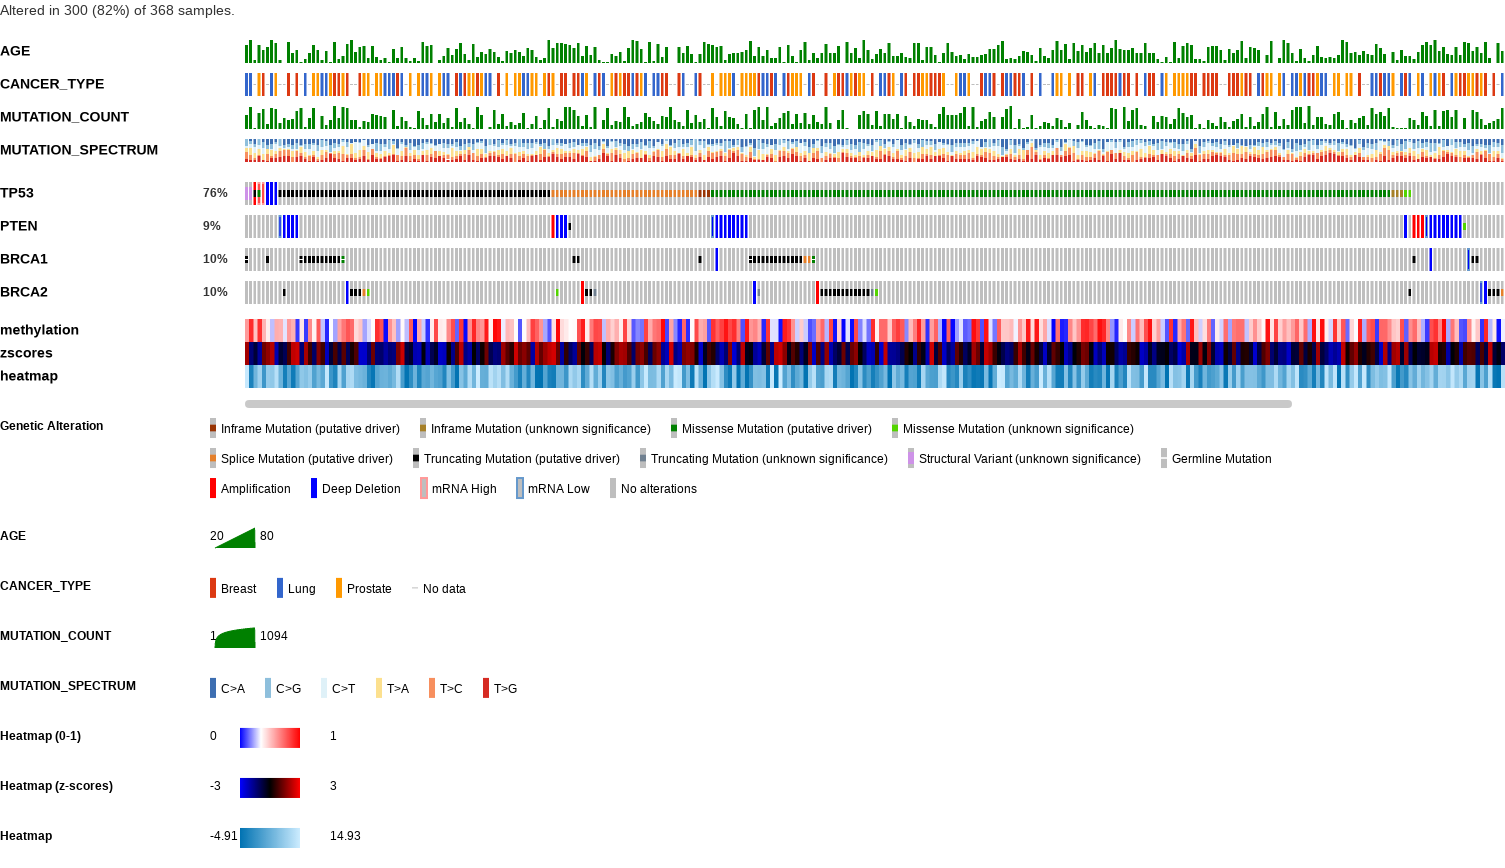 Altered in 300 (82%) of 368 samples.
AGE
CANCER_TYPE
MUTATION_COUNT
MUTATION_SPECTRUM
TP53 76%
PTEN 9%
BRCA1 10%
BRCA2 10%
methylation
zscores
heatmap
Genetic Alteration Inframe Mutation (putative driver) Inframe Mutation (unknown significance) Missense Mutation (putative driver) Missense Mutation (unknown significance)
Splice Mutation (putative driver) Truncating Mutation (putative driver) Truncating Mutation (unknown significance) Structural Variant (unknown significance) Germline Mutation
Amplification Deep Deletion mRNA High mRNA Low No alterations
AGE 20 80
CANCER_TYPE Breast Lung Prostate No data
MUTATION_COUNT 1 1094
MUTATION_SPECTRUM C>A C>G C>T T>A T>C T>G
Heatmap (0-1) 0 1
Heatmap (z-scores) -3 3
Heatmap -4.91 14.93